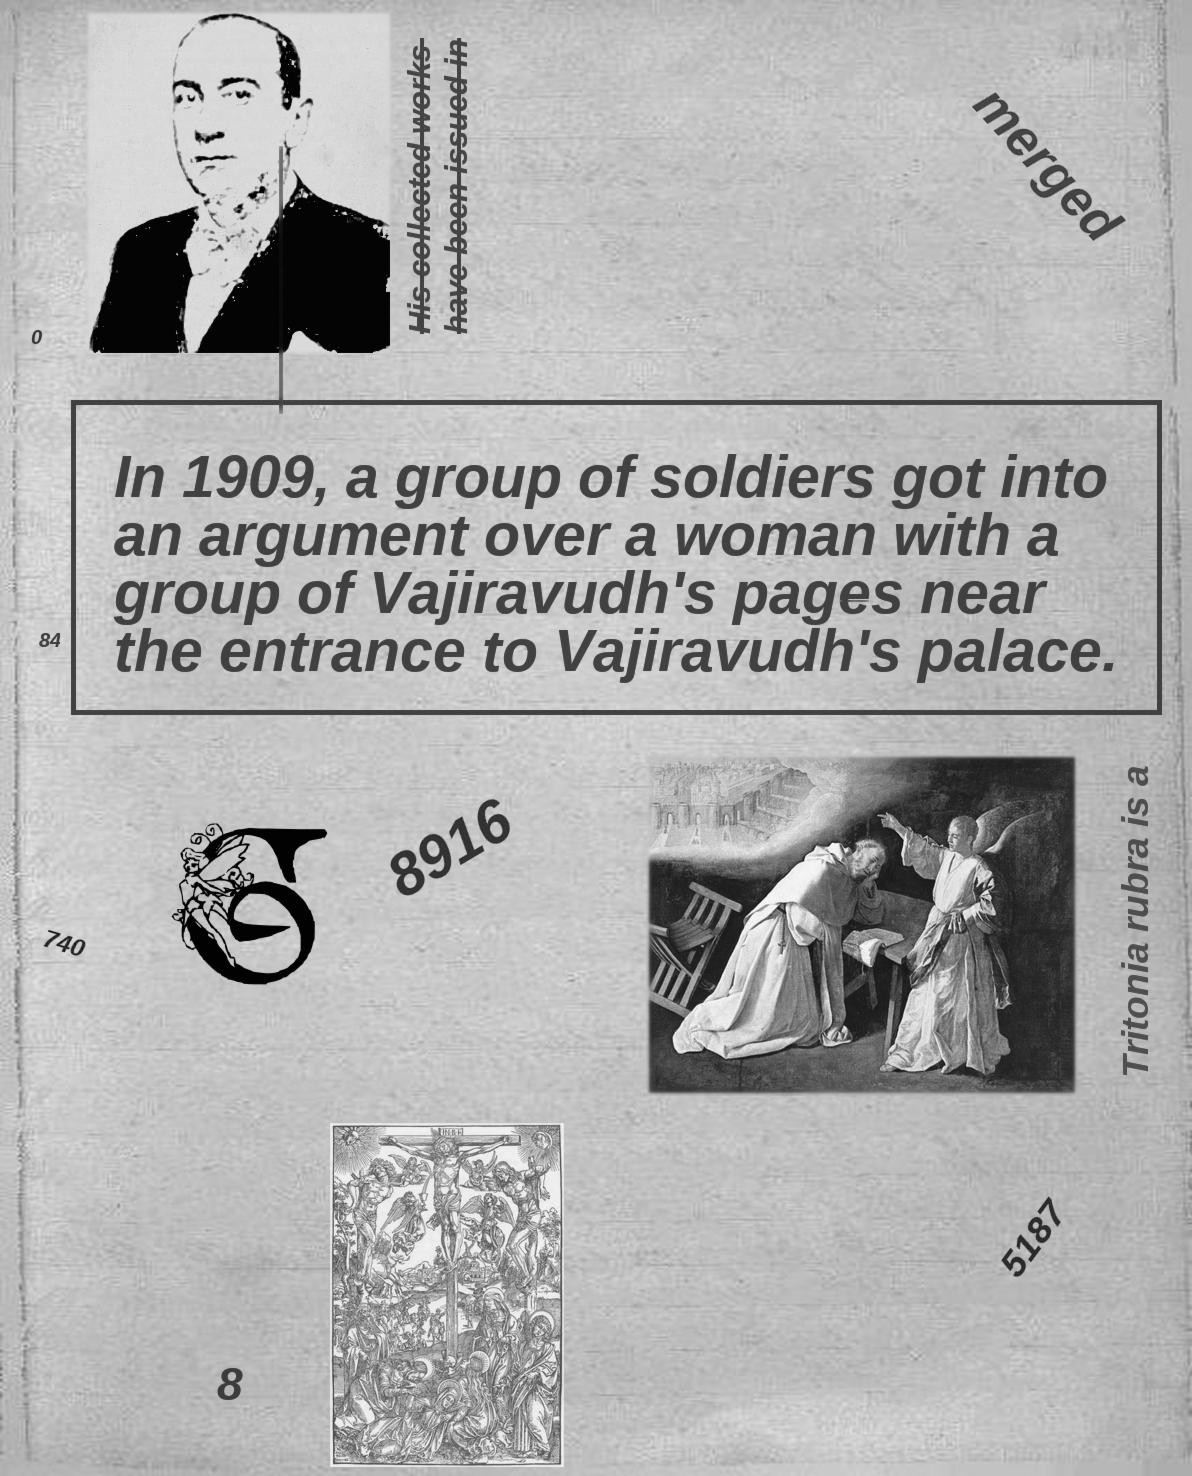 His collected works
have been issued in
merged
0
In 1909, a group of soldiers got into
an argument over a woman with a
group of Vajiravudh's pages near
the entrance to Vajiravudh's palace.
84
8916
740
Tritonia rubra is a
5187
8